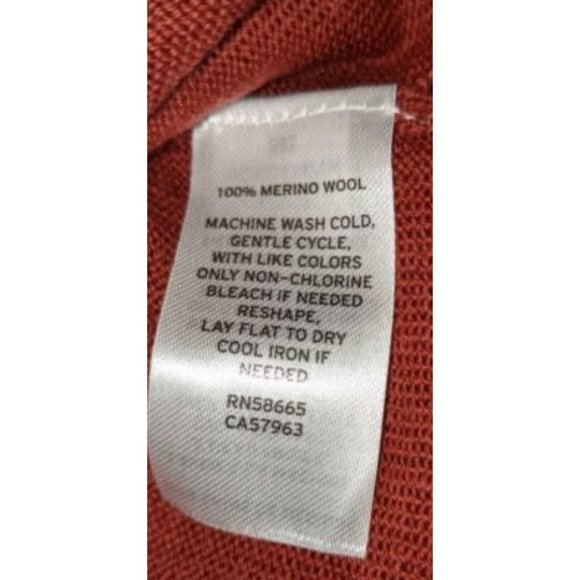 100% MERINO WOOL
MACHINE WASH COLD,
GENTLE CYCLE,
WITH LIKE COLORS
ONLY NON-CHLORINE
BLEACH IF NEEDED
RESHAPE,
LAY FLAT TO DRY
COOL IRON IF
NEEDED
RN58665
CA57963